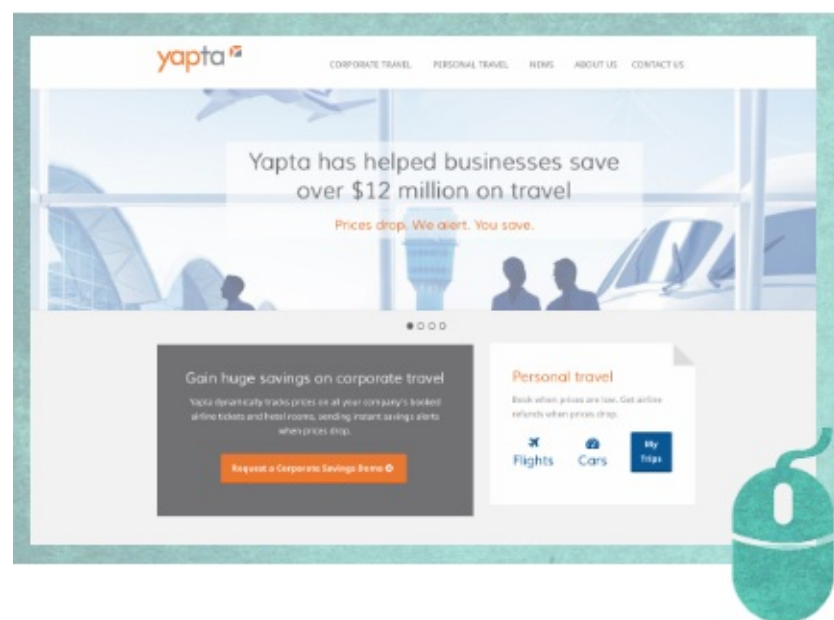 yapta
CORPORATE TRAVEL PERSONAL TRAVEL NEWS ABOUT US CONTACT US
Yapta has helped businesses save
over $12 million on travel
Prices drop. We alert. You save.
Gain huge savings on corporate travel
Yapta dynamically tracks prices on all your company's booked
airline tickets and hotel rooms, sending instant savings alerts
when prices drop.
Request a Corporate Savings Demo
Personal travel
Book when prices are low. Get airline
refunds when prices drop.
Flights Cars
My
Trips